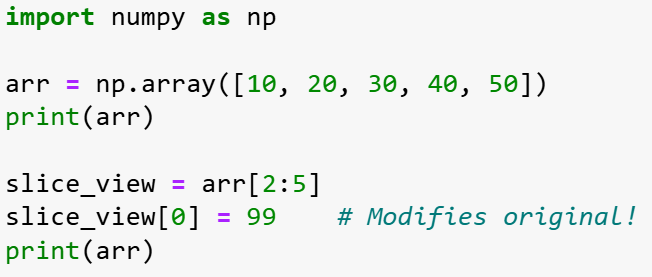 import numpy as np
arr = np.array([10, 20, 30, 40, 50])
print(arr)
slice_view = arr[2:5]
slice_view[0] = 99    # Modifies original!
print(arr)